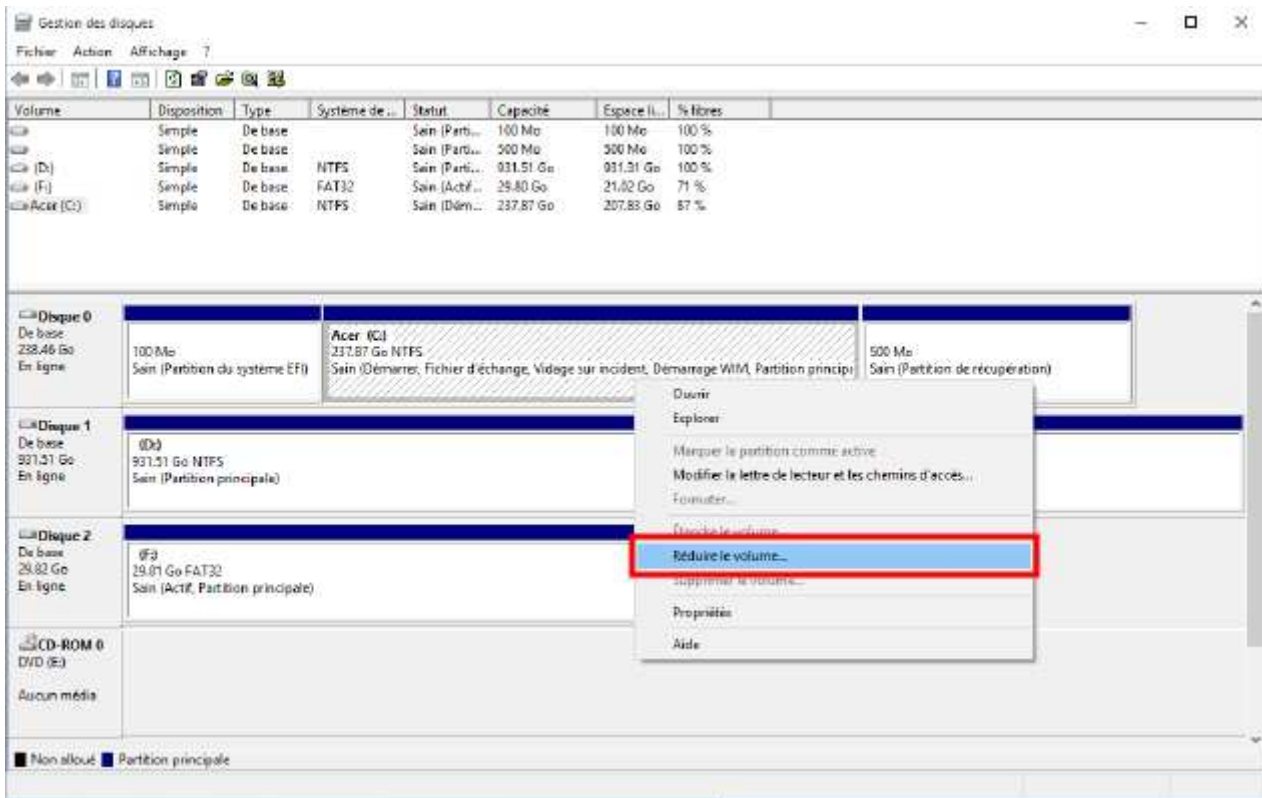 Gestion des disques
Fichier Action Affichage ?
Volume Disposition Type Système de ... Statut Capacité Espace li... % libres
Simple De base Sain (Parti... 100 Mo 100 Mo 100 %
Simple De base Sain (Parti... 500 Mo 500 Mo 100 %
(D:) Simple De base NTFS Sain (Parti... 931.51 Go 931.31 Go 100 %
(F:) Simple De base FAT32 Sain (Actif... 29.80 Go 21.02 Go 71 %
Acer (C:) Simple De base NTFS Sain (Dém... 237.87 Go 207.83 Go 87 %
Disque 0
De base
238.46 Go
En ligne
100 Mo
Sain (Partition du système EFI)
Acer (C:)
237.87 Go NTFS
Sain (Démarrer, Fichier d'échange, Vidage sur incident, Démarrage WIM, Partition princip
500 Mo
Sain (Partition de récupération)
Disque 1
De base
931.51 Go
En ligne
(D:)
931.51 Go NTFS
Sain (Partition principale)
Disque 2
De base
29.82 Go
En ligne
(F:)
29.81 Go FAT32
Sain (Actif, Partition principale)
CD-ROM 0
DVD (E:)
Aucun média
Ouvrir
Explorer
Marquer la partition comme active
Modifier la lettre de lecteur et les chemins d'accès...
Formater...
Étendre le volume...
Réduire le volume...
Supprimer le volume...
Propriétés
Aide
Non alloué Partition principale